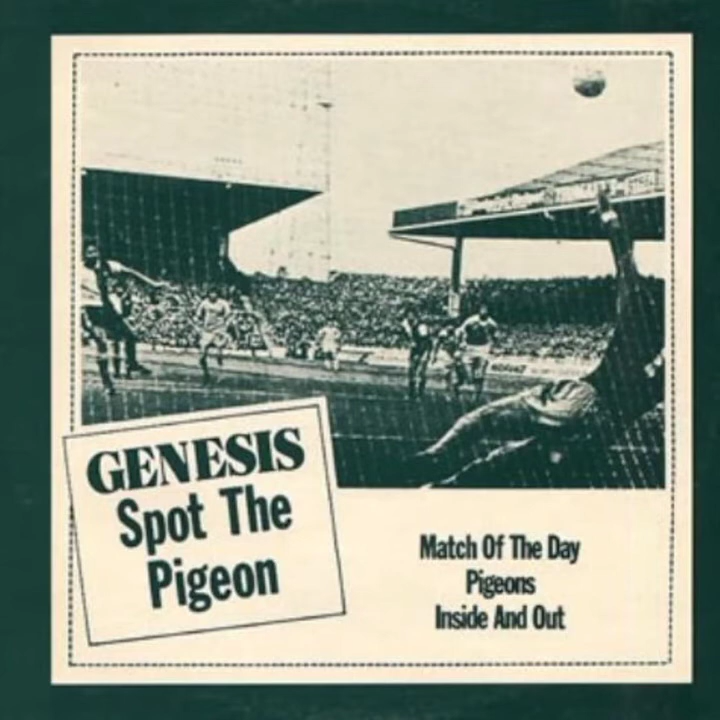 GENESIS
Spot The
Pigeon
Match Of The Day
Pigeons
Inside And Out